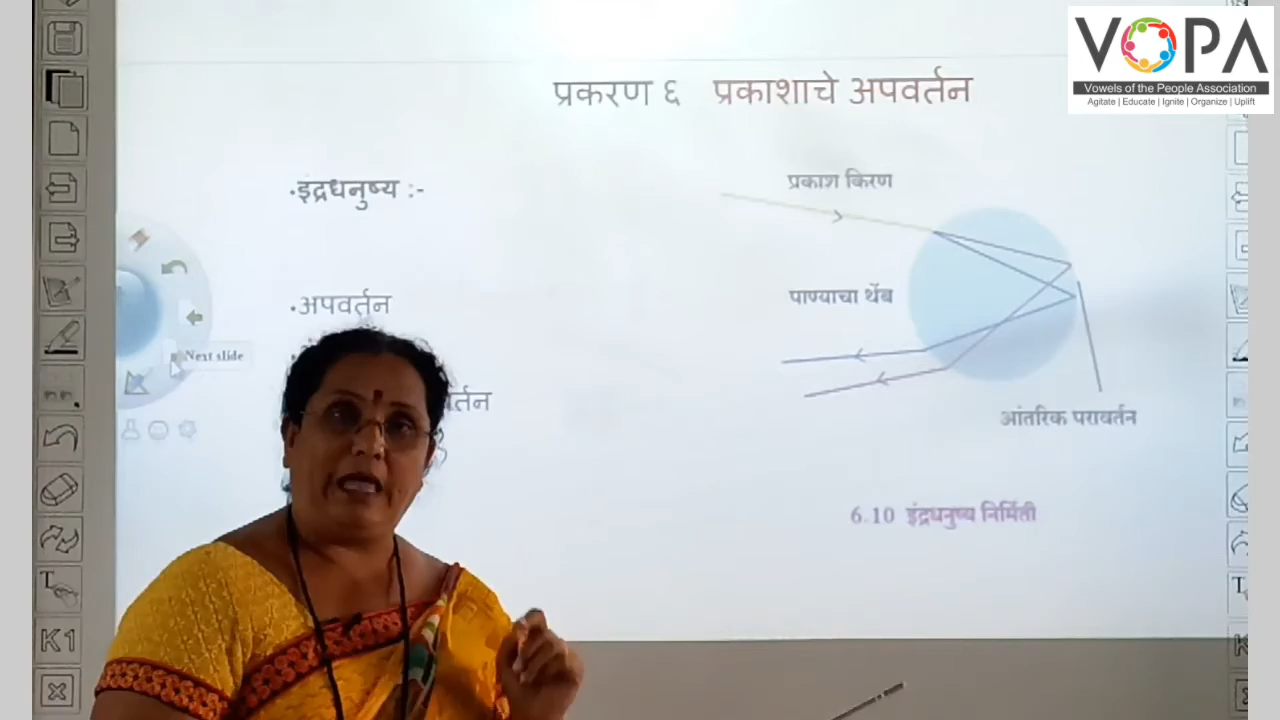 VOPA
Vowels of the People Association
Agitate | Educate | Ignite | Organize | Uplift
प्रकरण ६ प्रकाशाचे अपवर्तन
•इंद्रधनुष्य :-
प्रकाश किरण
•अपवर्तन
पाण्याचा थेंब
Next slide
र्तन
आंतरिक परावर्तन
6.10 इंद्रधनुष्य निर्मिती
T
K1